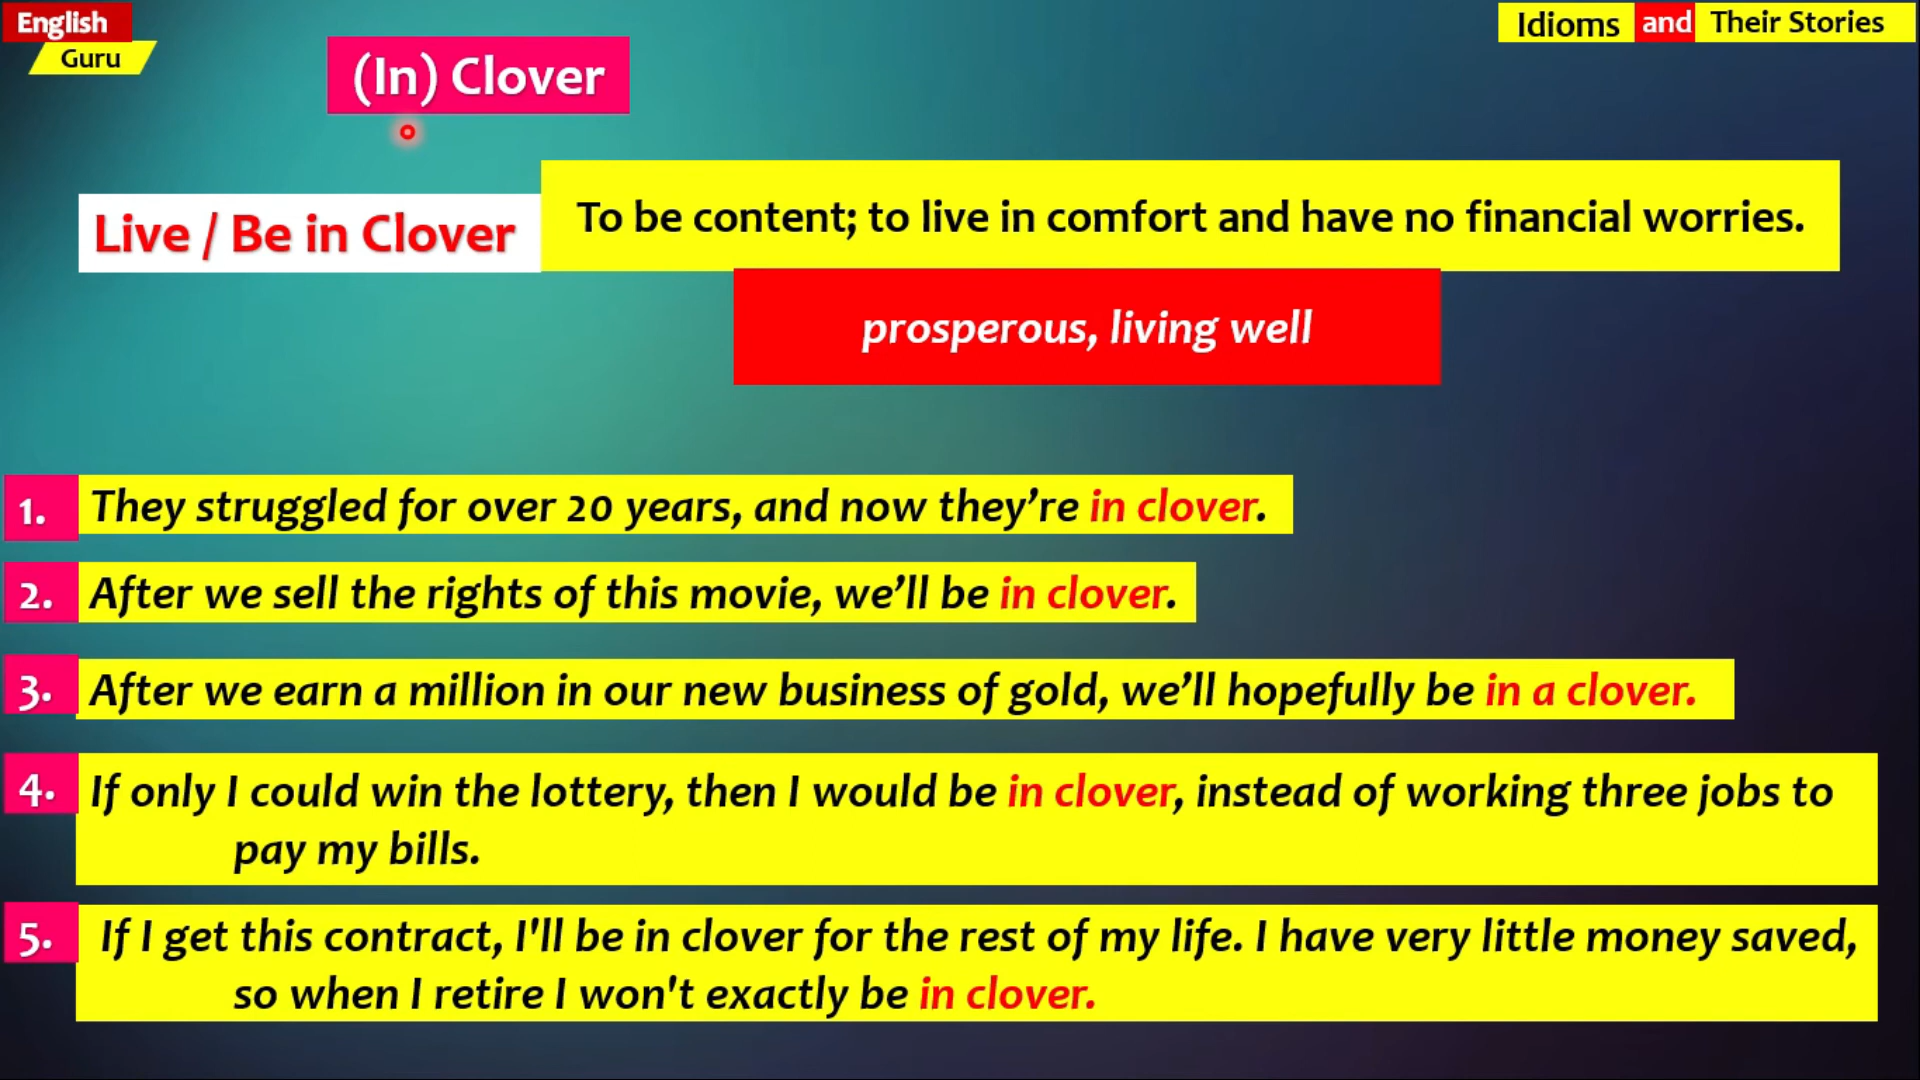 English
Guru
Idioms and Their Stories
(In) Clover
Live / Be in Clover
To be content; to live in comfort and have no financial worries.
prosperous, living well
1. They struggled for over 20 years, and now they’re in clover.
2. After we sell the rights of this movie, we’ll be in clover.
3. After we earn a million in our new business of gold, we’ll hopefully be in a clover.
4. If only I could win the lottery, then I would be in clover, instead of working three jobs to
pay my bills.
5. If I get this contract, I'll be in clover for the rest of my life. I have very little money saved,
so when I retire I won't exactly be in clover.